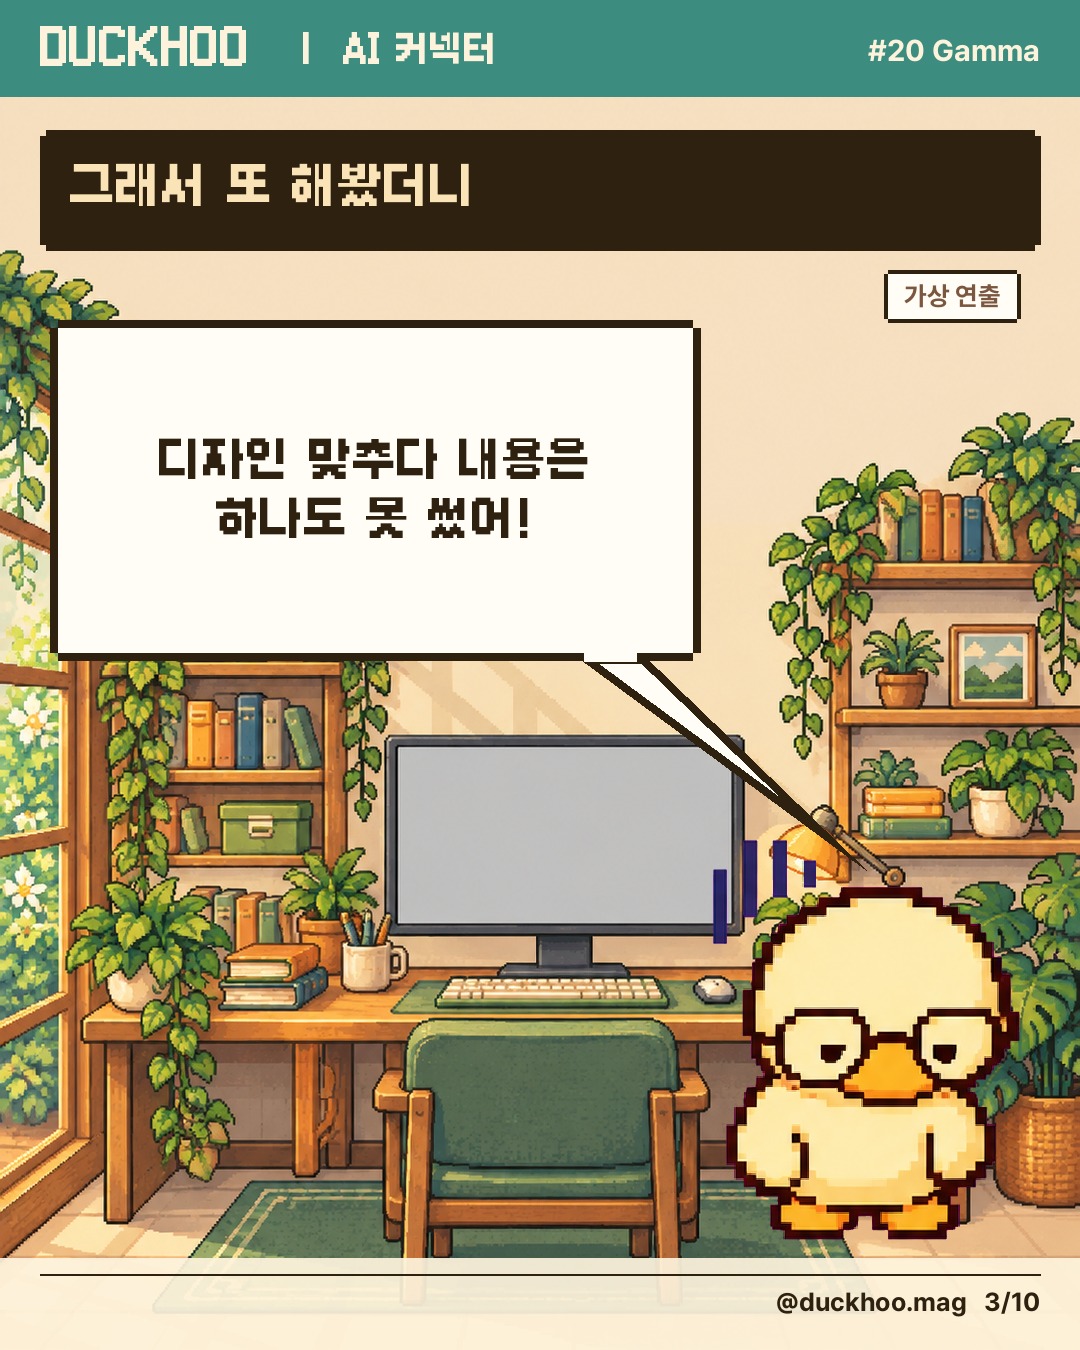 DUCKHOO | AI 커넥터
#20 Gamma
그래서 또 해봤더니
가상 연출
디자인 맞추다 내용은
하나도 못 썼어!
@duckhoo.mag 3/10